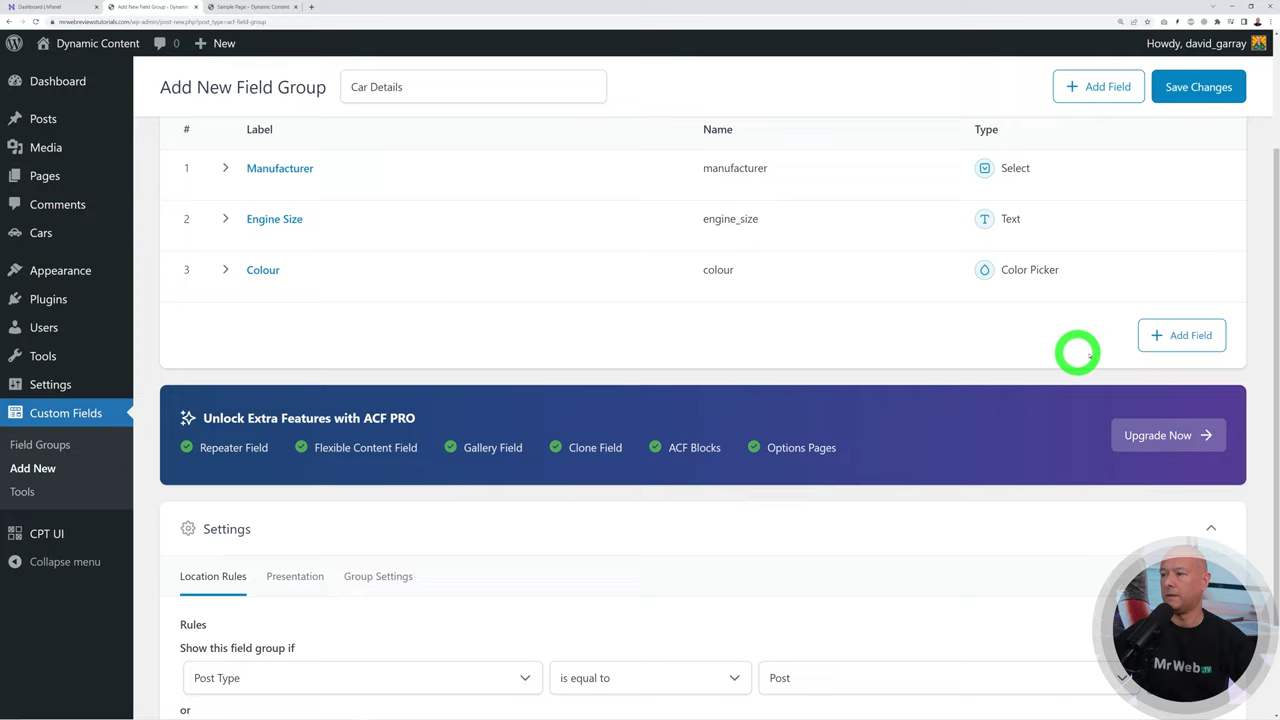 Dashboard | hPanel
Add New Field Group ‹ Dynamic
Sample Page – Dynamic Content
mrwebreviewstutorials.com/wp-admin/post-new.php?post_type=acf-field-group
Dynamic Content
0
New
Howdy, david_garray
Dashboard
Posts
Media
Pages
Comments
Cars
Appearance
Plugins
Users
Tools
Settings
Custom Fields
Field Groups
Add New
Tools
CPT UI
Collapse menu
Add New Field Group
Car Details
Add Field
Save Changes
# Label Name Type
1 Manufacturer manufacturer Select
2 Engine Size engine_size Text
3 Colour colour Color Picker
Add Field
Unlock Extra Features with ACF PRO
Repeater Field Flexible Content Field Gallery Field Clone Field ACF Blocks Options Pages
Upgrade Now
Settings
Location Rules Presentation Group Settings
Rules
Show this field group if
Post Type is equal to Post
or
MrWeb.TV